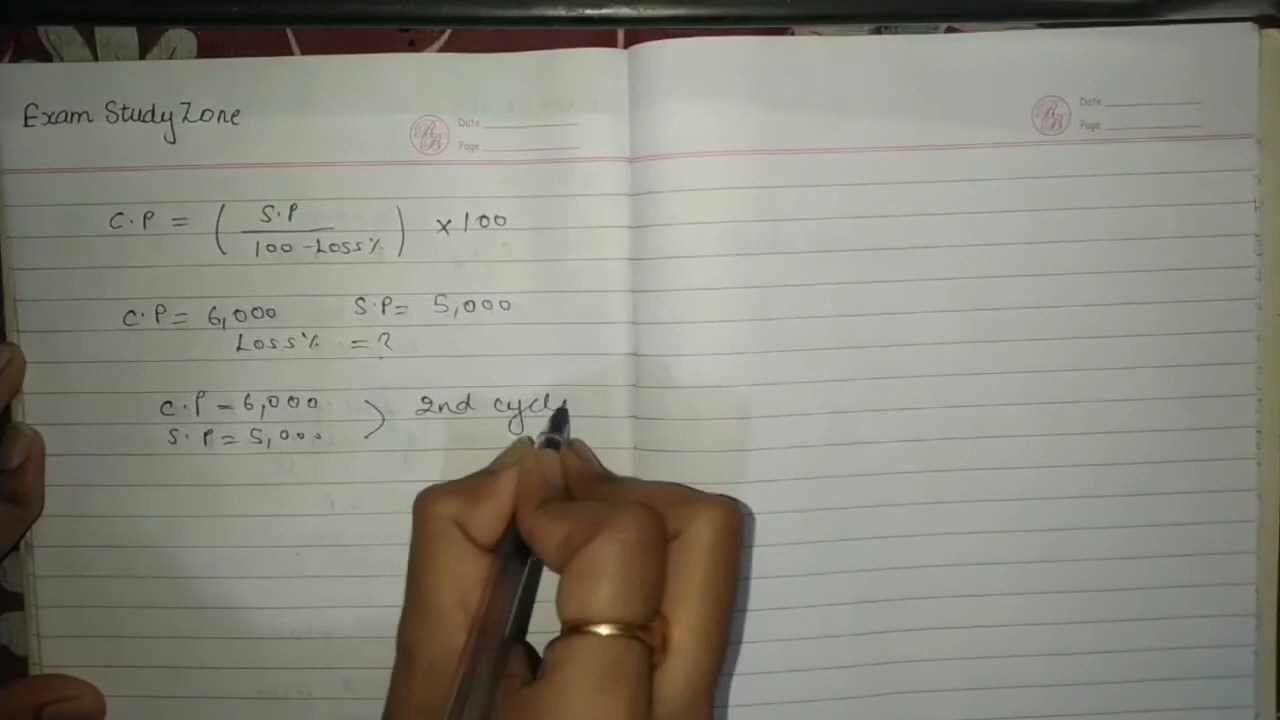 Exam Study Zone
Date
Page
C.P = ( S.P / 100 - Loss% ) × 100
C.P = 6,000 S.P = 5,000
Loss% = ?
C.P = 6,000 ) 2nd cycle
S.P = 5,000
Date
Page